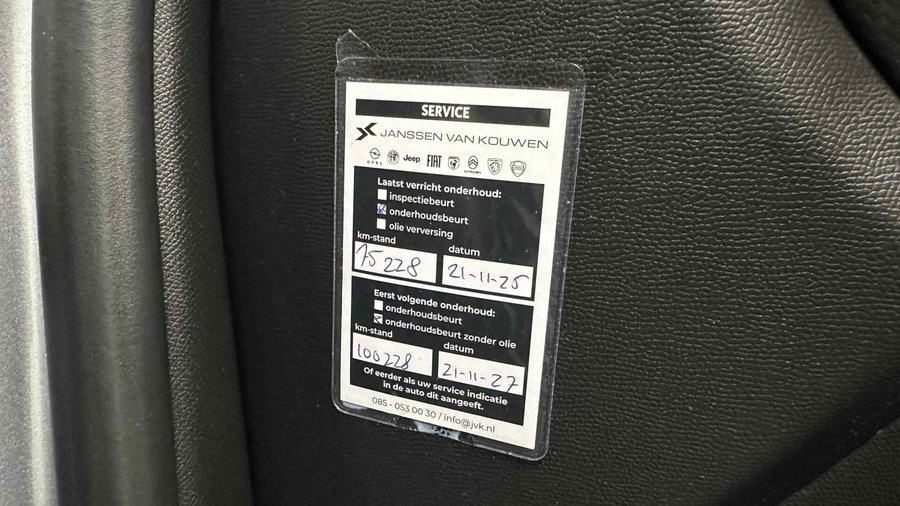 SERVICE
JANSSEN VAN KOUWEN
OPEL Jeep FIAT CITROËN
Laatst verricht onderhoud:
inspectiebeurt
onderhoudsbeurt
olie verversing
km-stand datum
75228 21-11-25
Eerst volgende onderhoud:
onderhoudsbeurt
onderhoudsbeurt zonder olie
km-stand datum
100228 21-11-27
Of eerder als uw service indicatie
in de auto dit aangeeft.
085 - 053 00 30 / info@jvk.nl